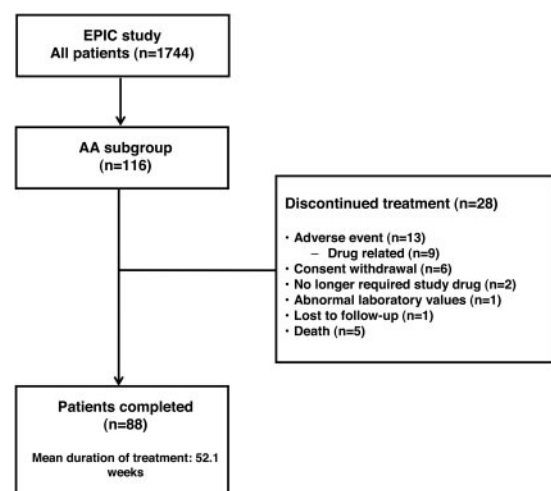 EPIC study
All patients (n=1744)
AA subgroup
(n=116)
Discontinued treatment (n=28)
• Adverse event (n=13)
– Drug related (n=9)
• Consent withdrawal (n=6)
• No longer required study drug (n=2)
• Abnormal laboratory values (n=1)
• Lost to follow-up (n=1)
• Death (n=5)
Patients completed
(n=88)
Mean duration of treatment: 52.1
weeks